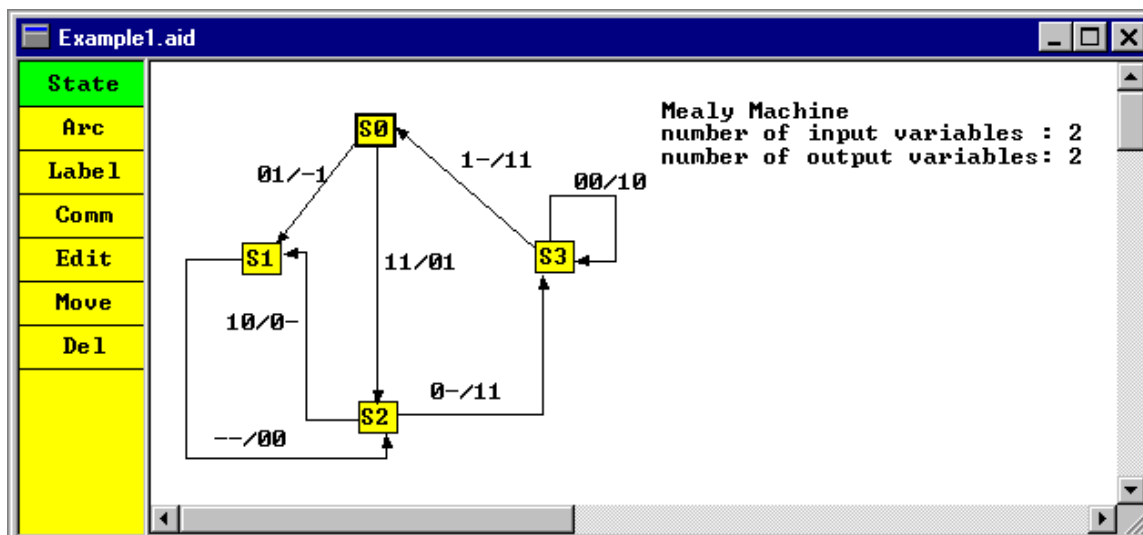 Example1.aid
State
Arc
Label
Comm
Edit
Move
Del
Mealy Machine
number of input variables : 2
number of output variables: 2
S0
01/-1
1-/11
00/10
S1
11/01
S3
10/0-
0-/11
S2
--/00